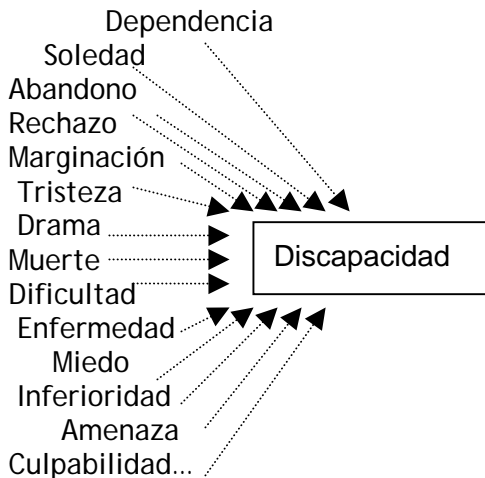 Dependencia
Soledad
Abandono
Rechazo
Marginación
Tristeza
Drama
Muerte
Dificultad
Enfermedad
Miedo
Inferioridad
Amenaza
Culpabilidad...
Discapacidad